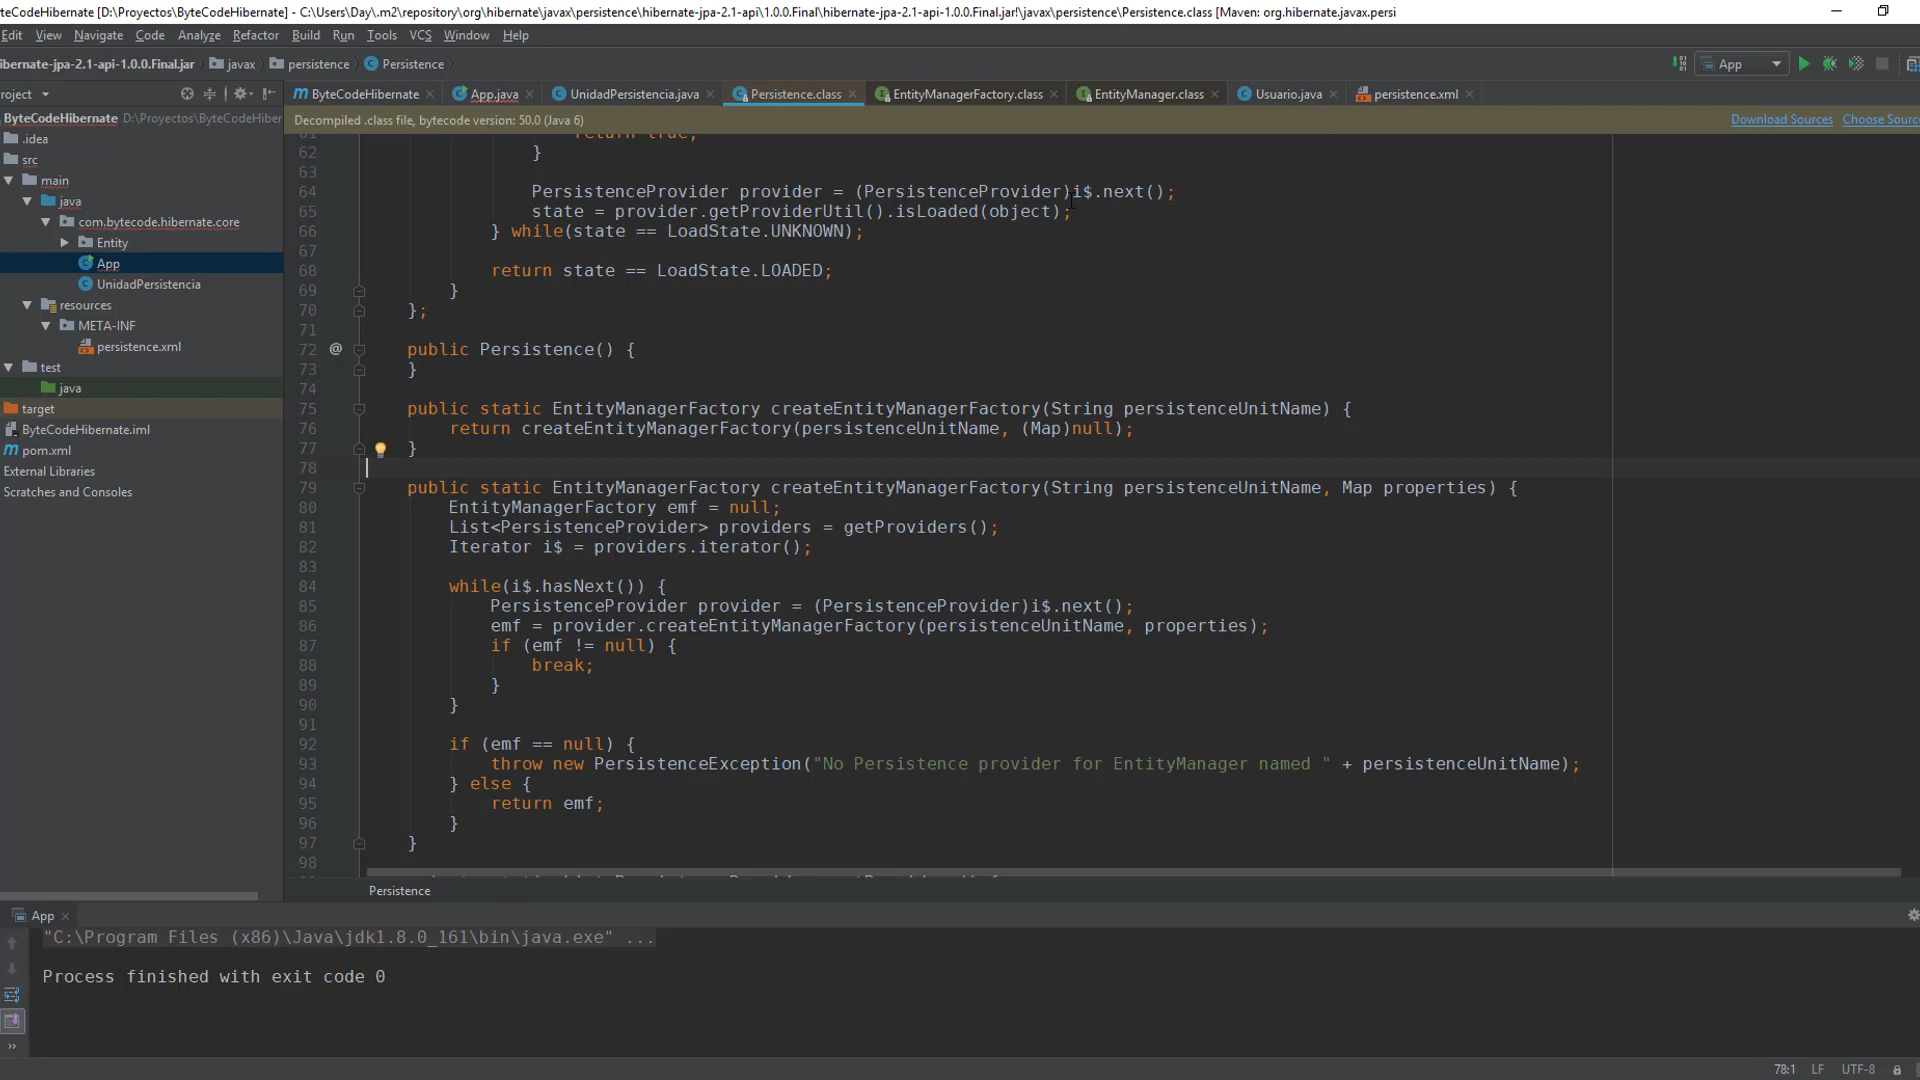 teCodeHibernate [D:\Proyectos\ByteCodeHibernate] - C:\Users\Day\.m2\repository\org\hibernate\javax\persistence\hibernate-jpa-2.1-api\1.0.0.Final\hibernate-jpa-2.1-api-1.0.0.Final.jar!\javax\persistence\Persistence.class [Maven: org.hibernate.javax.persi
Edit View Navigate Code Analyze Refactor Build Run Tools VCS Window Help
ibernate-jpa-2.1-api-1.0.0.Final.jar javax persistence Persistence App
roject ByteCodeHibernate App.java UnidadPersistencia.java Persistence.class EntityManagerFactory.class EntityManager.class Usuario.java persistence.xml
Decompiled .class file, bytecode version: 50.0 (Java 6) Download Sources Choose Source
ByteCodeHibernate D:\Proyectos\ByteCodeHiber
.idea
src
main
java
com.bytecode.hibernate.core
Entity
App
UnidadPersistencia
resources
META-INF
persistence.xml
test
java
target
ByteCodeHibernate.iml
pom.xml
External Libraries
Scratches and Consoles
61 return true;
62 }
63
64 PersistenceProvider provider = (PersistenceProvider)i$.next();
65 state = provider.getProviderUtil().isLoaded(object);
66 } while(state == LoadState.UNKNOWN);
67
68 return state == LoadState.LOADED;
69 }
70 };
71
72 @ public Persistence() {
73 }
74
75 public static EntityManagerFactory createEntityManagerFactory(String persistenceUnitName) {
76 return createEntityManagerFactory(persistenceUnitName, (Map)null);
77 }
78
79 public static EntityManagerFactory createEntityManagerFactory(String persistenceUnitName, Map properties) {
80 EntityManagerFactory emf = null;
81 List<PersistenceProvider> providers = getProviders();
82 Iterator i$ = providers.iterator();
83
84 while(i$.hasNext()) {
85 PersistenceProvider provider = (PersistenceProvider)i$.next();
86 emf = provider.createEntityManagerFactory(persistenceUnitName, properties);
87 if (emf != null) {
88 break;
89 }
90 }
91
92 if (emf == null) {
93 throw new PersistenceException("No Persistence provider for EntityManager named " + persistenceUnitName);
94 } else {
95 return emf;
96 }
97 }
98
Persistence
App
"C:\Program Files (x86)\Java\jdk1.8.0_161\bin\java.exe" ...
Process finished with exit code 0
78:1 LF UTF-8